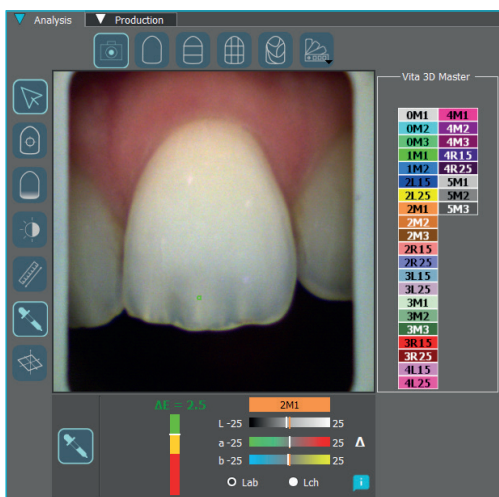 Analysis Production
Vita 3D Master
0M1 4M1
0M2 4M2
0M3 4M3
1M1 4R15
1M2 4R25
2L15 5M1
2L25 5M2
2M1 5M3
2M2
2M3
2R15
2R25
3L15
3L25
3M1
3M2
3M3
3R15
3R25
4L15
4L25
ΔE = 2.5 2M1
L -25 25
a -25 25 Δ
b -25 25
Lab Lch
i